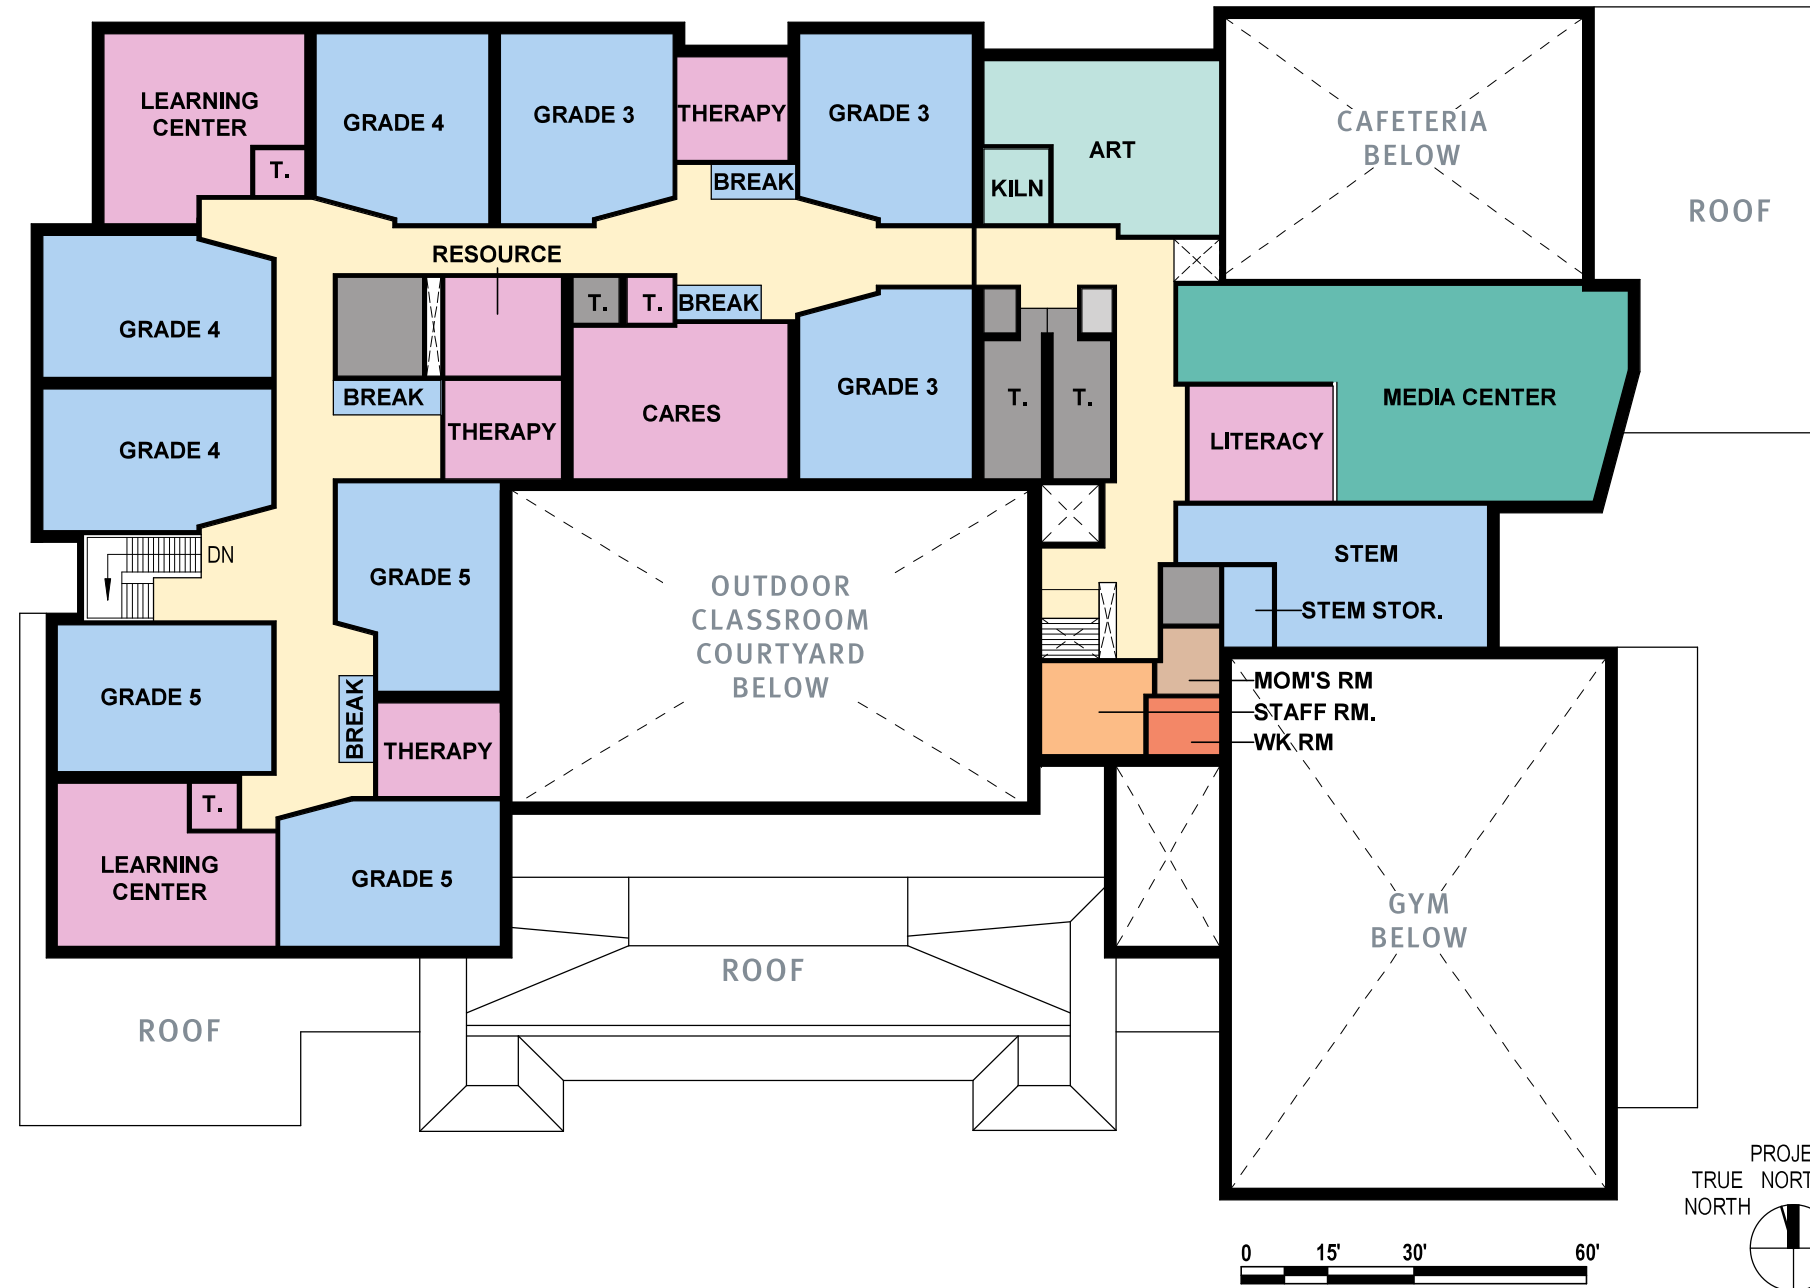 LEARNING
CENTER
T.
GRADE 4
GRADE 3
THERAPY
BREAK
GRADE 3
ART
KILN
CAFETERIA
BELOW
ROOF
RESOURCE
GRADE 4
T.
T.
BREAK
GRADE 3
CARES
BREAK
THERAPY
T.
T.
MEDIA CENTER
LITERACY
GRADE 4
DN
GRADE 5
OUTDOOR
CLASSROOM
COURTYARD
BELOW
STEM
STEM STOR.
GRADE 5
BREAK
THERAPY
MOM'S RM
STAFF RM.
WK RM
T.
LEARNING
CENTER
GRADE 5
GYM
BELOW
ROOF
ROOF
PROJE
TRUE NORT
NORTH
0 15' 30' 60'